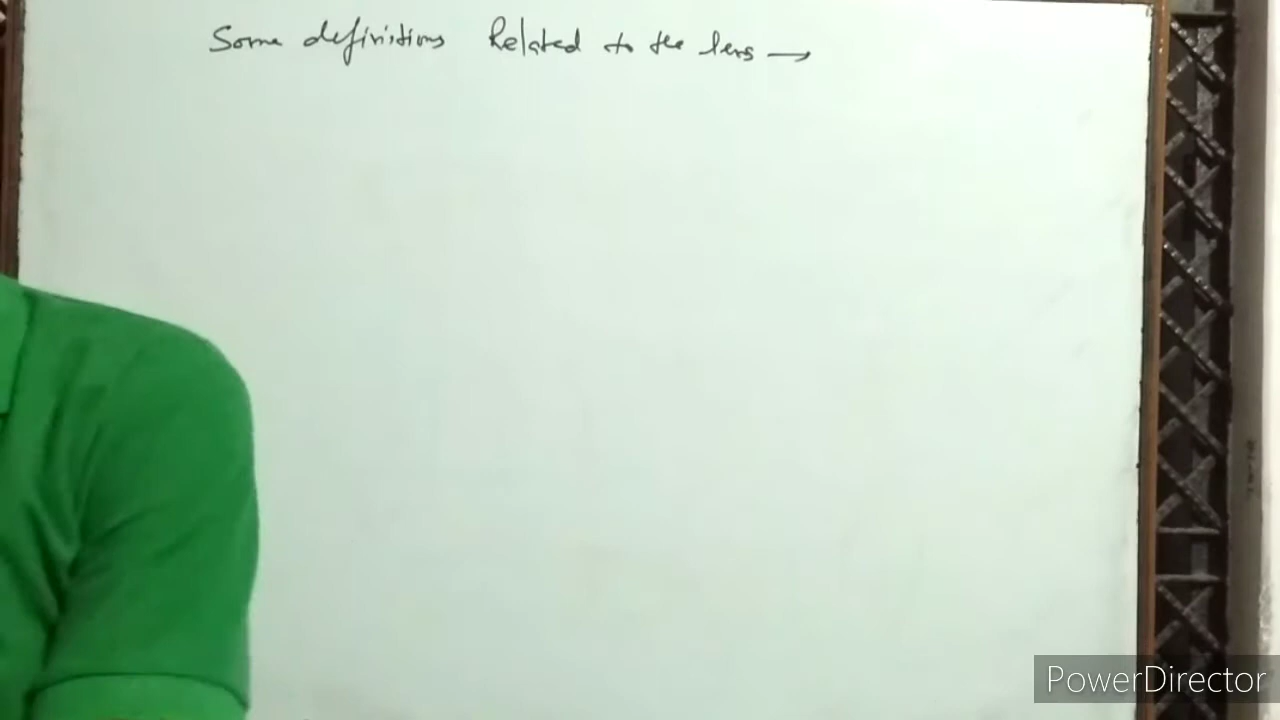 Some definitions Related to the lens →
PowerDirector